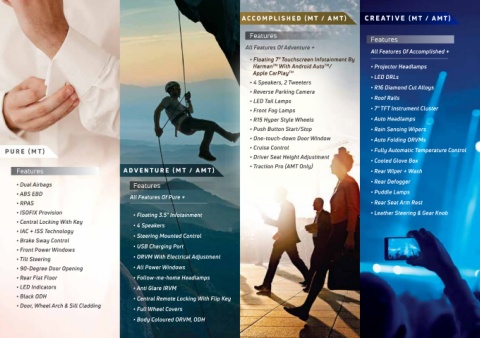 PURE (MT)
Features
• Dual Airbags
• ABS EBD
• RPAS
• ISOFIX Provision
• Central Locking With Key
• IAC + ISS Technology
• Brake Sway Control
• Front Power Windows
• Tilt Steering
• 90-Degree Door Opening
• Rear Flat Floor
• LED Indicators
• Black ODH
• Door, Wheel Arch & Sill Cladding
ADVENTURE (MT / AMT)
Features
All Features Of Pure +
• Floating 3.5" Infotainment
• 4 Speakers
• Steering Mounted Control
• USB Charging Port
• ORVM With Electrical Adjustment
• All Power Windows
• Follow-me-home Headlamps
• Anti Glare IRVM
• Central Remote Locking With Flip Key
• Full Wheel Covers
• Body Coloured ORVM, ODH
ACCOMPLISHED (MT / AMT)
Features
All Features Of Adventure +
• Floating 7" Touchscreen Infotainment By
Harman™ With Android Auto™/
Apple CarPlay™
• 4 Speakers, 2 Tweeters
• Reverse Parking Camera
• LED Tail Lamps
• Front Fog Lamps
• R15 Hyper Style Wheels
• Push Button Start/Stop
• One-touch-down Door Window
• Cruise Control
• Driver Seat Height Adjustment
• Traction Pro (AMT Only)
CREATIVE (MT / AMT)
Features
All Features Of Accomplished +
• Projector Headlamps
• LED DRLs
• R16 Diamond Cut Alloys
• Roof Rails
• 7" TFT Instrument Cluster
• Auto Headlamps
• Rain Sensing Wipers
• Auto Folding ORVMs
• Fully Automatic Temperature Control
• Cooled Glove Box
• Rear Wiper + Wash
• Rear Defogger
• Puddle Lamps
• Rear Seat Arm Rest
• Leather Steering & Gear Knob